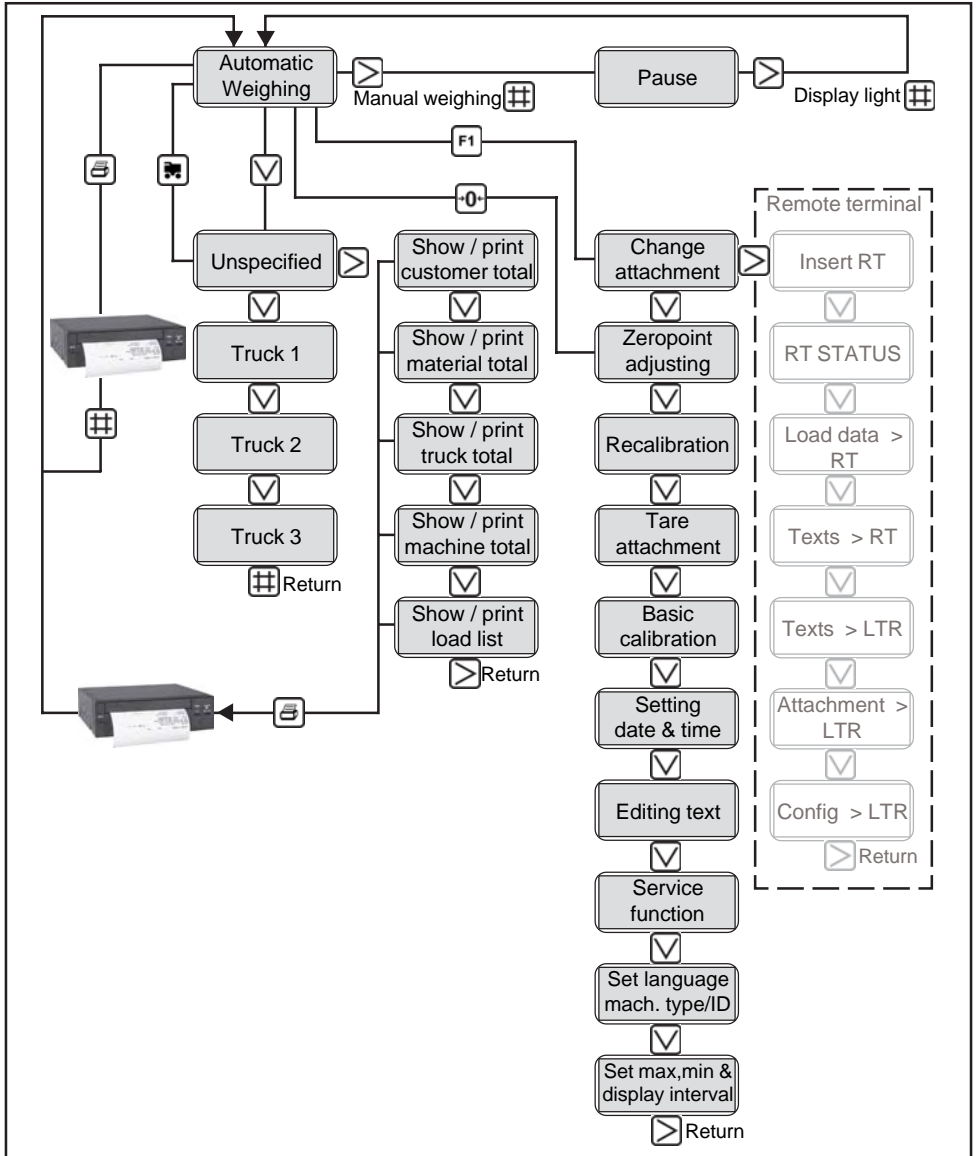 Automatic
Weighing
Manual weighing
Pause
Display light
F1
→0←
Remote terminal
Unspecified
Truck 1
Truck 2
Truck 3
Return
Show / print
customer total
Show / print
material total
Show / print
truck total
Show / print
machine total
Show / print
load list
Return
Change
attachment
Zeropoint
adjusting
Recalibration
Tare
attachment
Basic
calibration
Setting
date & time
Editing text
Service
function
Set language
mach. type/ID
Set max,min &
display interval
Return
Insert RT
RT STATUS
Load data >
RT
Texts > RT
Texts > LTR
Attachment >
LTR
Config > LTR
Return